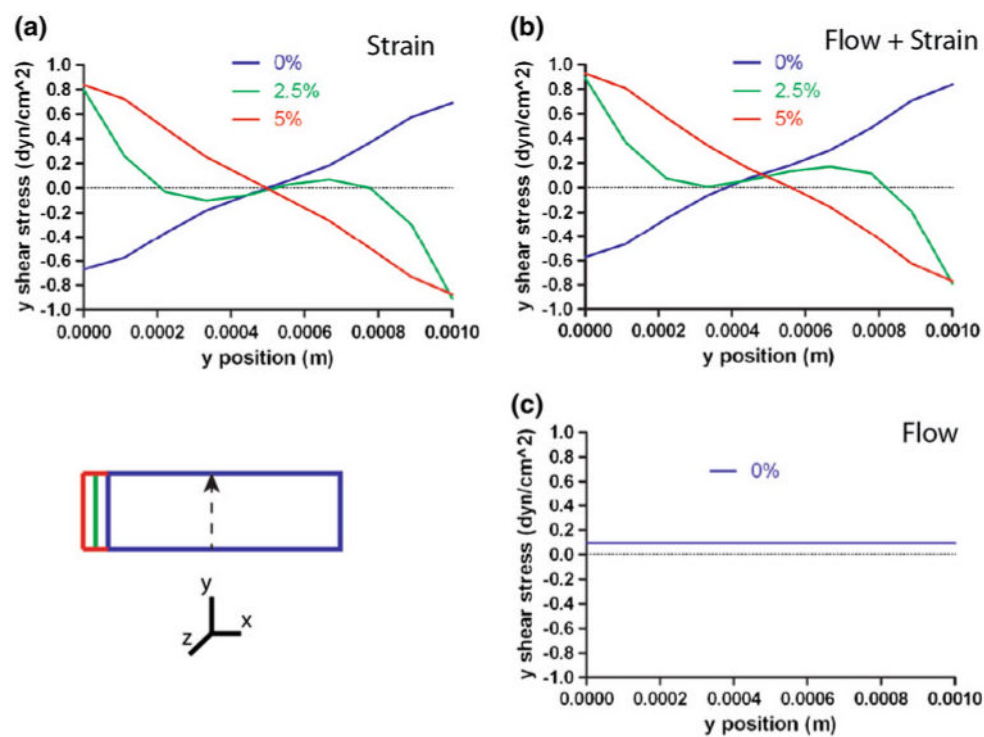 (a) Strain
0%
2.5%
5%
y shear stress (dyn/cm^2)
1.0
0.8
0.6
0.4
0.2
0.0
-0.2
-0.4
-0.6
-0.8
-1.0
0.0000 0.0002 0.0004 0.0006 0.0008 0.0010
y position (m)
(b) Flow + Strain
0%
2.5%
5%
y shear stress (dyn/cm^2)
1.0
0.8
0.6
0.4
0.2
0.0
-0.2
-0.4
-0.6
-0.8
-1.0
0.0000 0.0002 0.0004 0.0006 0.0008 0.0010
y position (m)
y
x
z
(c) Flow
0%
y shear stress (dyn/cm^2)
1.0
0.8
0.6
0.4
0.2
0.0
-0.2
-0.4
-0.6
-0.8
-1.0
0.0000 0.0002 0.0004 0.0006 0.0008 0.0010
y position (m)